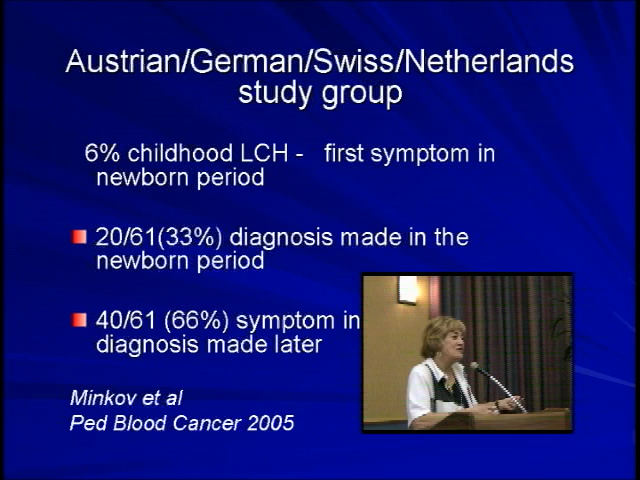 Austrian/German/Swiss/Netherlands
study group
6% childhood LCH - first symptom in
newborn period
20/61(33%) diagnosis made in the
newborn period
40/61 (66%) symptom in
diagnosis made later
Minkov et al
Ped Blood Cancer 2005